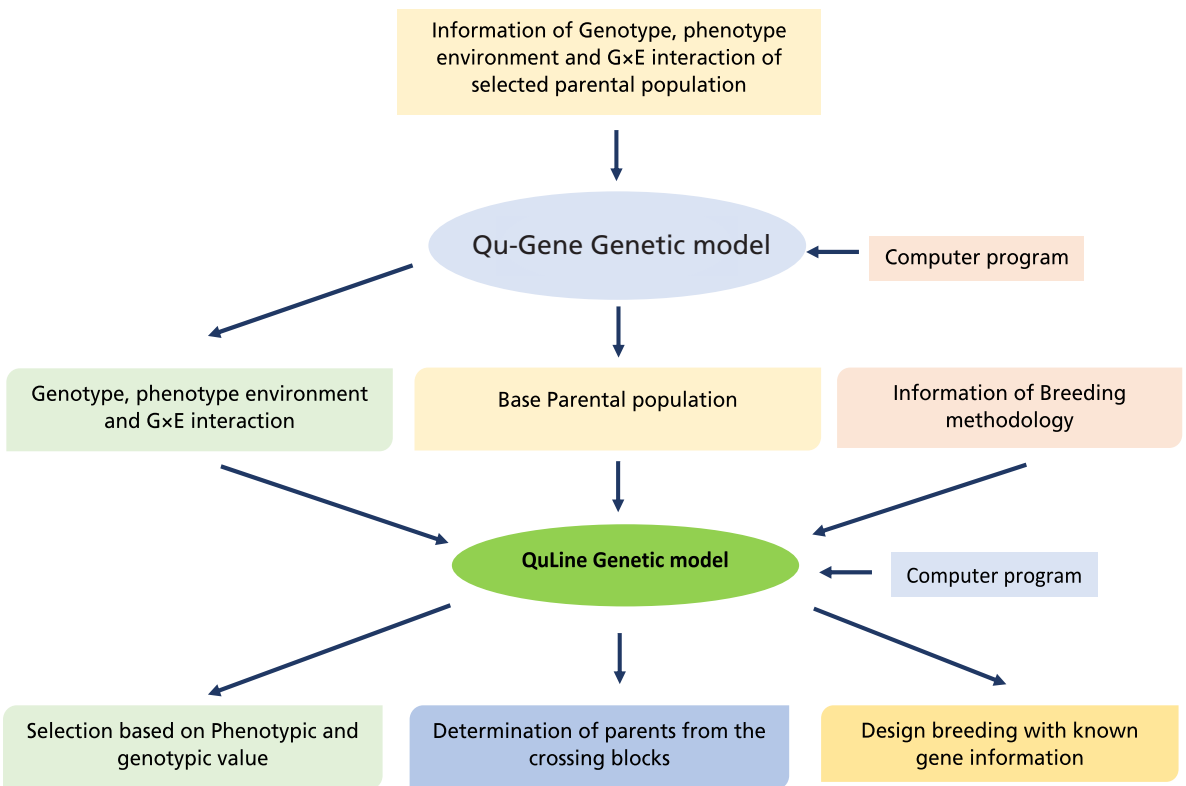 Information of Genotype, phenotype
environment and G×E interaction of
selected parental population
Qu-Gene Genetic model
Computer program
Genotype, phenotype environment
and G×E interaction
Base Parental population
Information of Breeding
methodology
QuLine Genetic model
Computer program
Selection based on Phenotypic and
genotypic value
Determination of parents from the
crossing blocks
Design breeding with known
gene information